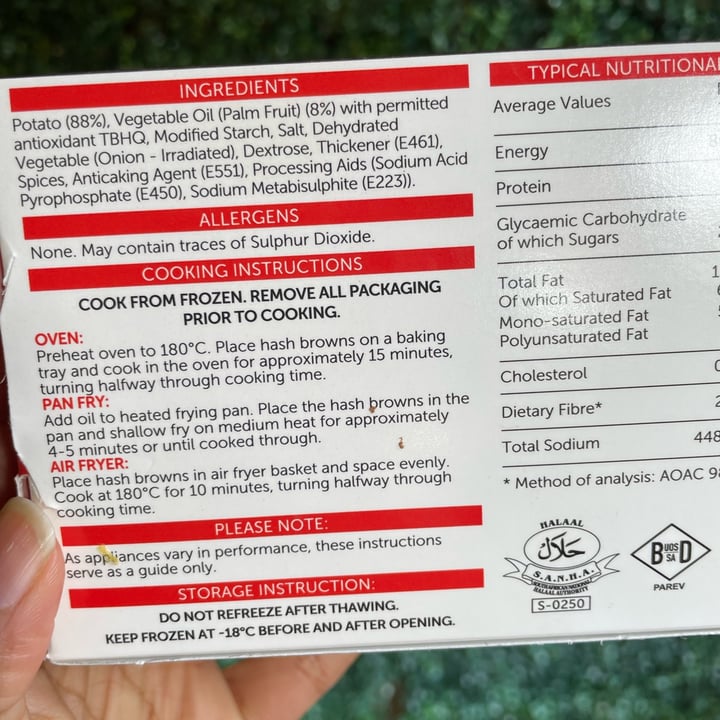 INGREDIENTS
Potato (88%), Vegetable Oil (Palm Fruit) (8%) with permitted
antioxidant TBHQ, Modified Starch, Salt, Dehydrated
Vegetable (Onion - Irradiated), Dextrose, Thickener (E461),
Spices, Anticaking Agent (E551), Processing Aids (Sodium Acid
Pyrophosphate (E450), Sodium Metabisulphite (E223)).
ALLERGENS
None. May contain traces of Sulphur Dioxide.
COOKING INSTRUCTIONS
COOK FROM FROZEN. REMOVE ALL PACKAGING
PRIOR TO COOKING.
OVEN:
Preheat oven to 180°C. Place hash browns on a baking
tray and cook in the oven for approximately 15 minutes,
turning halfway through cooking time.
PAN FRY:
Add oil to heated frying pan. Place the hash browns in the
pan and shallow fry on medium heat for approximately
4-5 minutes or until cooked through.
AIR FRYER:
Place hash browns in air fryer basket and space evenly.
Cook at 180°C for 10 minutes, turning halfway through
cooking time.
PLEASE NOTE:
As appliances vary in performance, these instructions
serve as a guide only.
STORAGE INSTRUCTION:
DO NOT REFREEZE AFTER THAWING.
KEEP FROZEN AT -18°C BEFORE AND AFTER OPENING.
TYPICAL NUTRITIONA
Average Values
Energy
Protein
Glycaemic Carbohydrate
of which Sugars
Total Fat 1
Of which Saturated Fat
Mono-saturated Fat
Polyunsaturated Fat
Cholesterol
Dietary Fibre*
Total Sodium 448
* Method of analysis: AOAC 98
HALAAL
حلال
S.A.N.H.A.
SOUTH AFRICAN NATIONAL
HALAAL AUTHORITY
S-0250
B UOS SA D
PAREV